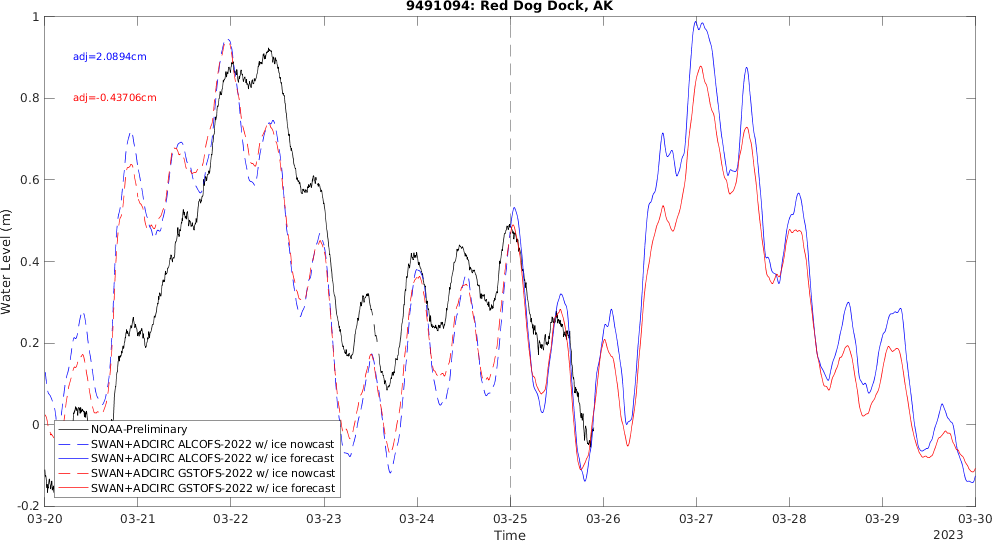 9491094: Red Dog Dock, AK
adj=2.0894cm
adj=-0.43706cm
Water Level (m)
1
0.8
0.6
0.4
0.2
0
-0.2
NOAA-Preliminary
SWAN+ADCIRC ALCOFS-2022 w/ ice nowcast
SWAN+ADCIRC ALCOFS-2022 w/ ice forecast
SWAN+ADCIRC GSTOFS-2022 w/ ice nowcast
SWAN+ADCIRC GSTOFS-2022 w/ ice forecast
03-20 03-21 03-22 03-23 03-24 03-25 03-26 03-27 03-28 03-29 03-30
Time
2023